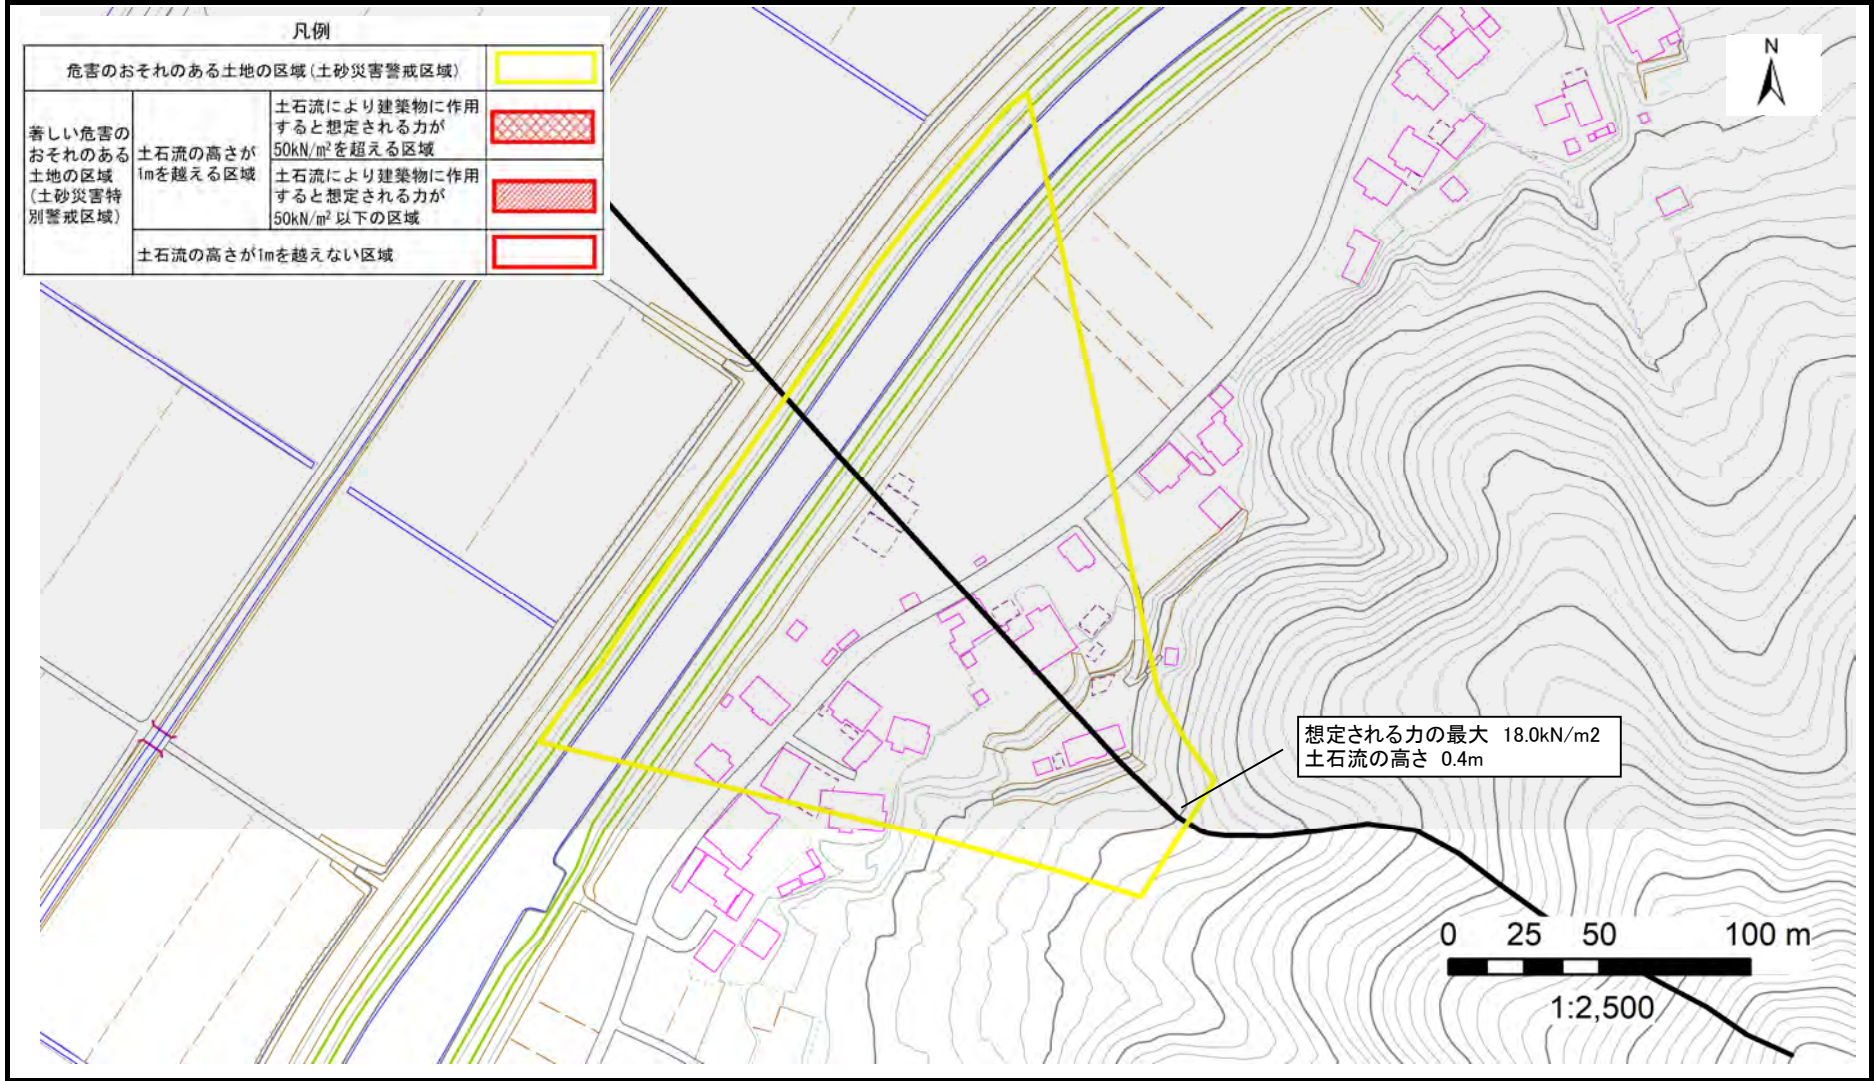 凡例
危害のおそれのある土地の区域(土砂災害警戒区域)
著しい危害の
おそれのある
土地の区域
(土砂災害特
別警戒区域)
土石流の高さが
1mを越える区域
土石流により建築物に作用
すると想定される力が
50kN/m²を超える区域
土石流により建築物に作用
すると想定される力が
50kN/m²以下の区域
土石流の高さが1mを越えない区域
N
想定される力の最大 18.0kN/m2
土石流の高さ 0.4m
0 25 50 100 m
1:2,500